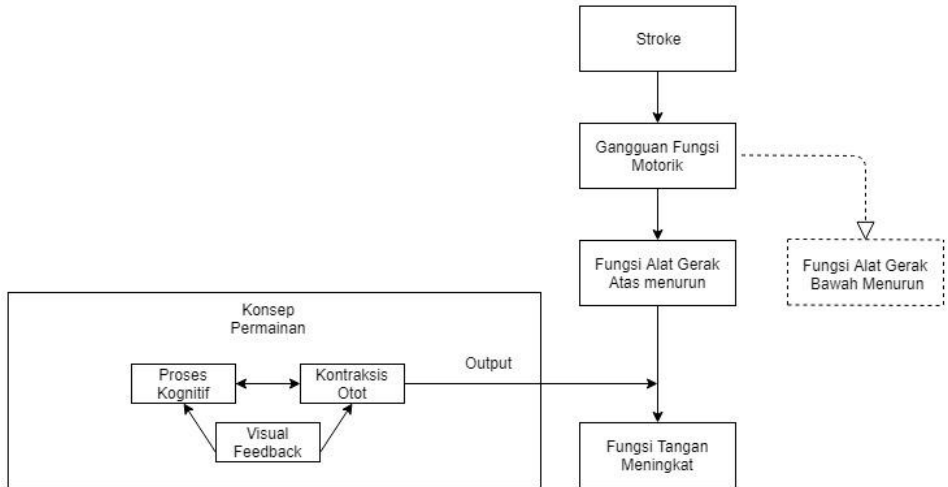 Stroke
Gangguan Fungsi
Motorik
Fungsi Alat Gerak
Atas menurun
Fungsi Alat Gerak
Bawah Menurun
Konsep
Permainan
Proses
Kognitif
Kontraksis
Otot
Output
Visual
Feedback
Fungsi Tangan
Meningkat